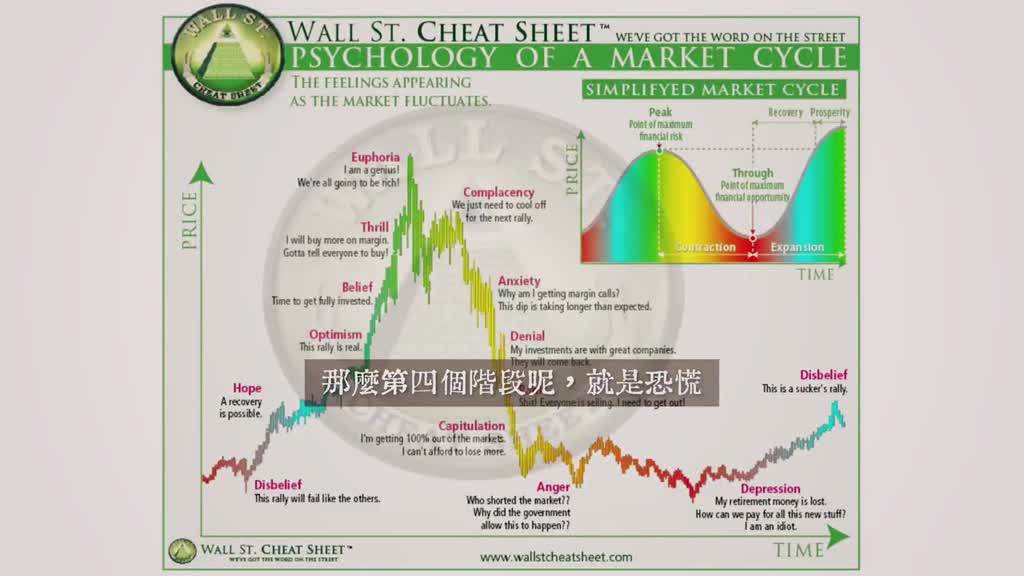 WALL ST.
CHEAT SHEET
WALL ST. CHEAT SHEET™ WE'VE GOT THE WORD ON THE STREET
PSYCHOLOGY OF A MARKET CYCLE
THE FEELINGS APPEARING
AS THE MARKET FLUCTUATES.
SIMPLIFYED MARKET CYCLE
Recovery Prosperity
Peak
Point of maximum
financial risk
PRICE
Through
Point of maximum
financial opportunity
Contraction Expansion
TIME
PRICE
Euphoria
I am a genius!
We're all going to be rich!
Complacency
We just need to cool off
for the next rally.
Thrill
I will buy more on margin.
Gotta tell everyone to buy!
Anxiety
Why am I getting margin calls?
This dip is taking longer than expected.
Belief
Time to get fully invested.
Optimism
This rally is real.
Denial
My investments are with great companies.
They will come back.
那麼第四個階段呢，就是恐慌
Shit! Everyone is selling. I need to get out!
Hope
A recovery
is possible.
Disbelief
This is a sucker's rally.
Capitulation
I'm getting 100% out of the markets.
I can't afford to lose more.
Disbelief
This rally will fail like the others.
Anger
Who shorted the market??
Why did the government
allow this to happen??
Depression
My retirement money is lost.
How can we pay for all this new stuff?
I am an idiot.
TIME
WALL ST. CHEAT SHEET™
WE'VE GOT THE WORD ON THE STREET
www.wallstcheatsheet.com